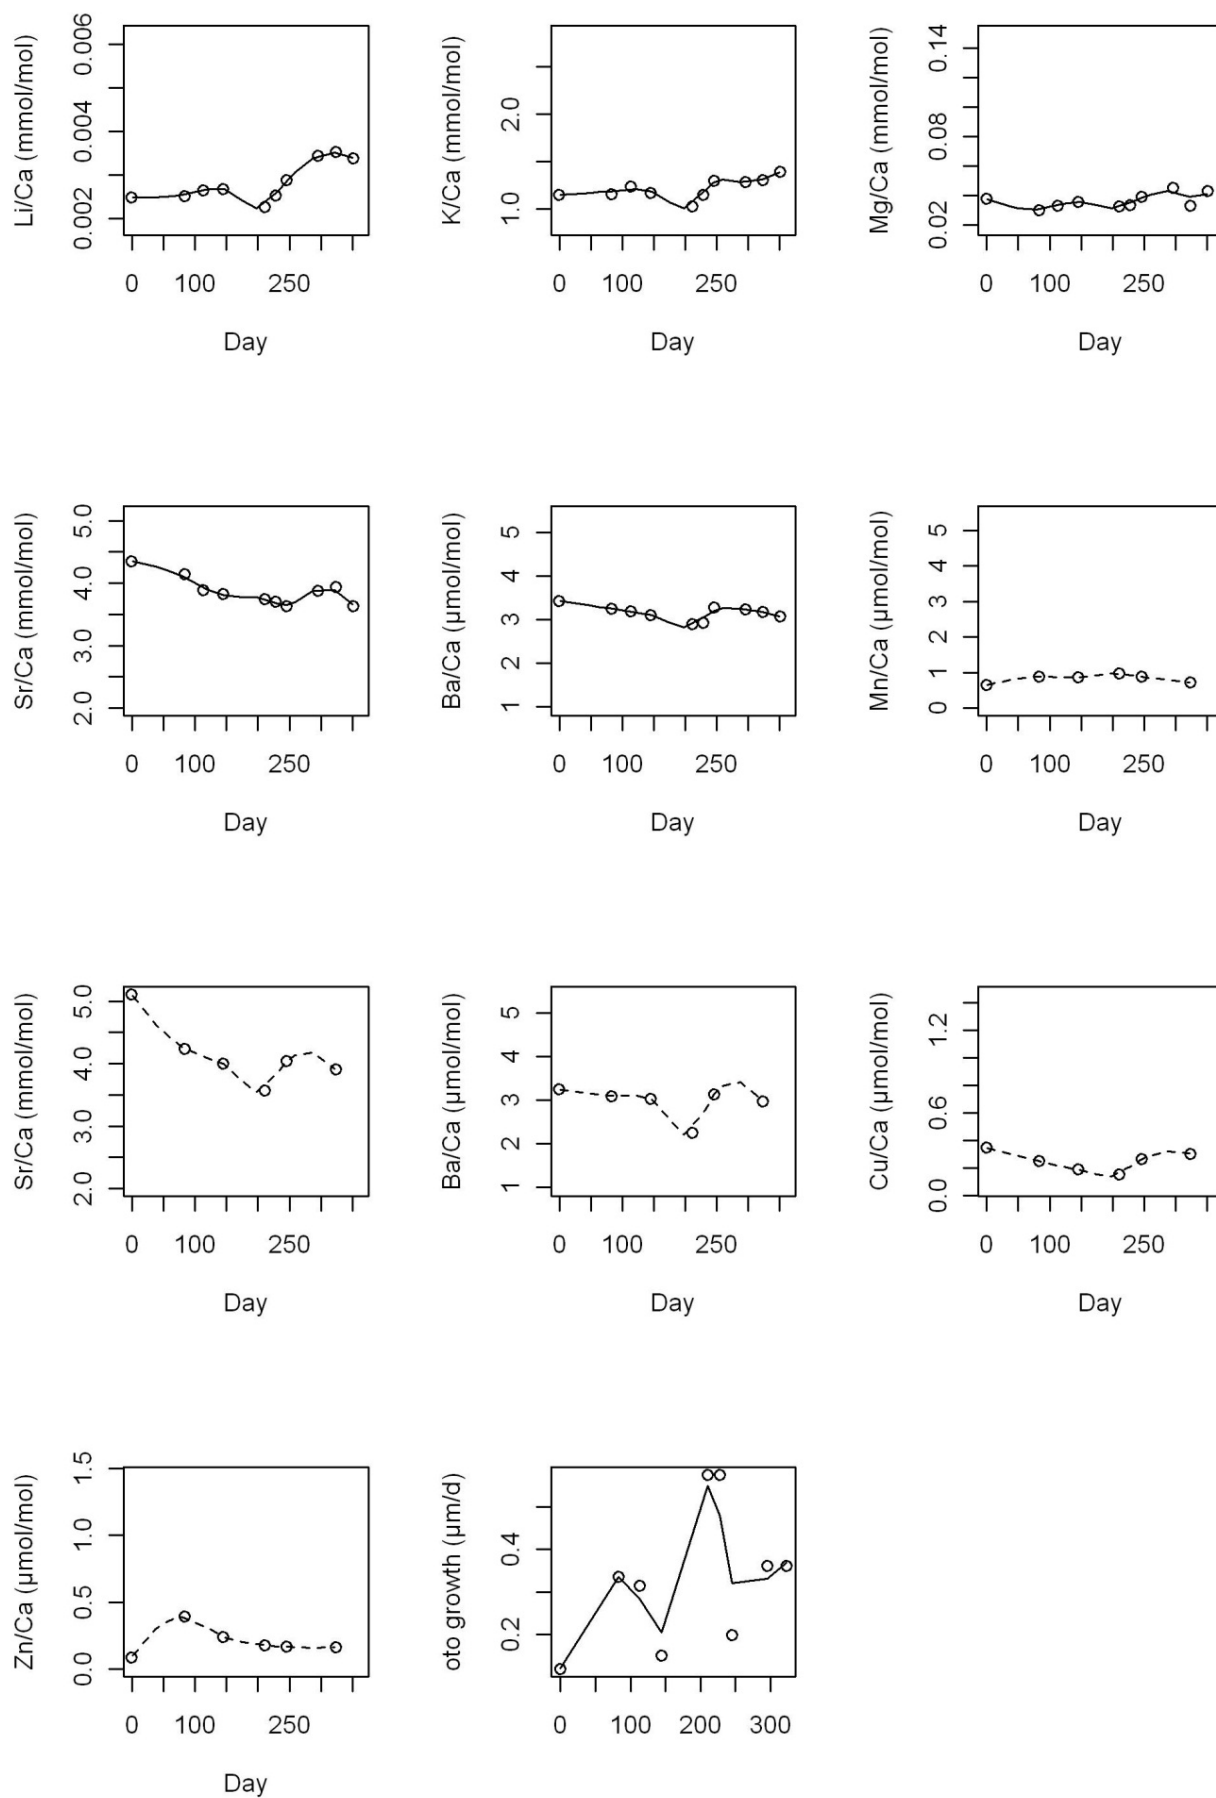 Li/Ca (mmol/mol)
0.002 0.004 0.006
0 100 250
Day
K/Ca (mmol/mol)
1.0 2.0
0 100 250
Day
Mg/Ca (mmol/mol)
0.02 0.08 0.14
0 100 250
Day
Sr/Ca (mmol/mol)
2.0 3.0 4.0 5.0
0 100 250
Day
Ba/Ca (μmol/mol)
1 2 3 4 5
0 100 250
Day
Mn/Ca (μmol/mol)
0 1 2 3 4 5
0 100 250
Day
Sr/Ca (mmol/mol)
2.0 3.0 4.0 5.0
0 100 250
Day
Ba/Ca (μmol/mol)
1 2 3 4 5
0 100 250
Day
Cu/Ca (μmol/mol)
0.0 0.6 1.2
0 100 250
Day
Zn/Ca (μmol/mol)
0.0 0.5 1.0 1.5
0 100 250
Day
oto growth (μm/d)
0.2 0.4
0 100 200 300